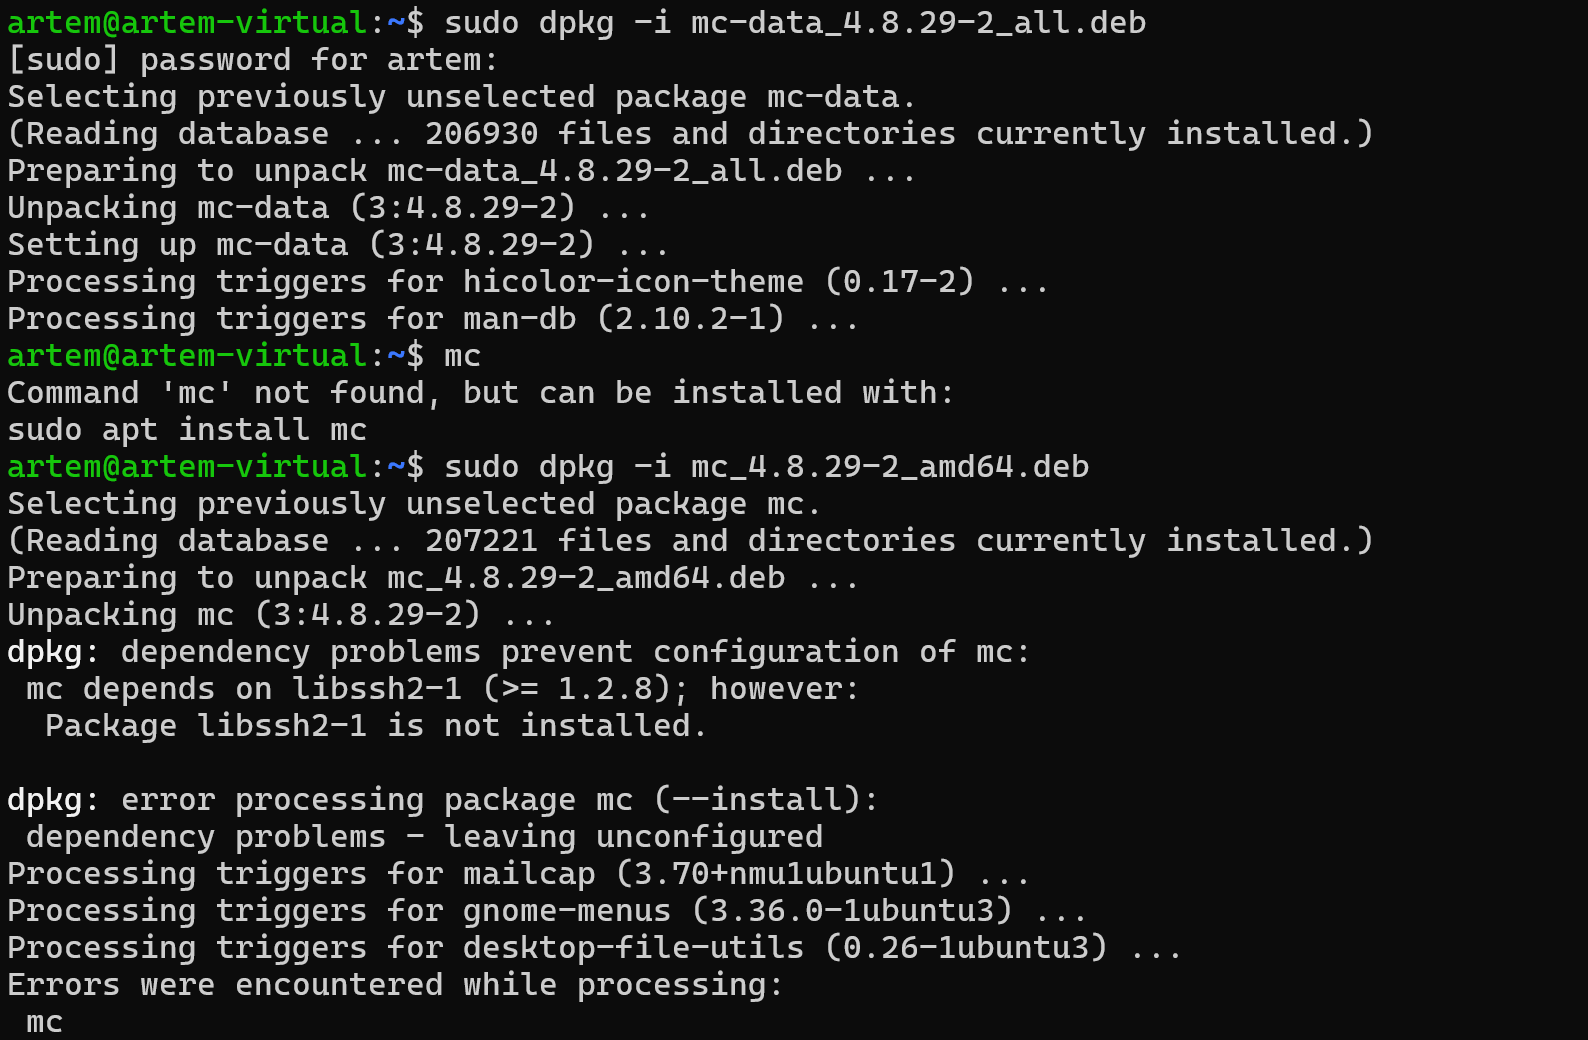 artem@artem-virtual:~$ sudo dpkg -i mc-data_4.8.29-2_all.deb
[sudo] password for artem:
Selecting previously unselected package mc-data.
(Reading database ... 206930 files and directories currently installed.)
Preparing to unpack mc-data_4.8.29-2_all.deb ...
Unpacking mc-data (3:4.8.29-2) ...
Setting up mc-data (3:4.8.29-2) ...
Processing triggers for hicolor-icon-theme (0.17-2) ...
Processing triggers for man-db (2.10.2-1) ...
artem@artem-virtual:~$ mc
Command 'mc' not found, but can be installed with:
sudo apt install mc
artem@artem-virtual:~$ sudo dpkg -i mc_4.8.29-2_amd64.deb
Selecting previously unselected package mc.
(Reading database ... 207221 files and directories currently installed.)
Preparing to unpack mc_4.8.29-2_amd64.deb ...
Unpacking mc (3:4.8.29-2) ...
dpkg: dependency problems prevent configuration of mc:
 mc depends on libssh2-1 (>= 1.2.8); however:
  Package libssh2-1 is not installed.

dpkg: error processing package mc (--install):
 dependency problems - leaving unconfigured
Processing triggers for mailcap (3.70+nmu1ubuntu1) ...
Processing triggers for gnome-menus (3.36.0-1ubuntu3) ...
Processing triggers for desktop-file-utils (0.26-1ubuntu3) ...
Errors were encountered while processing:
 mc